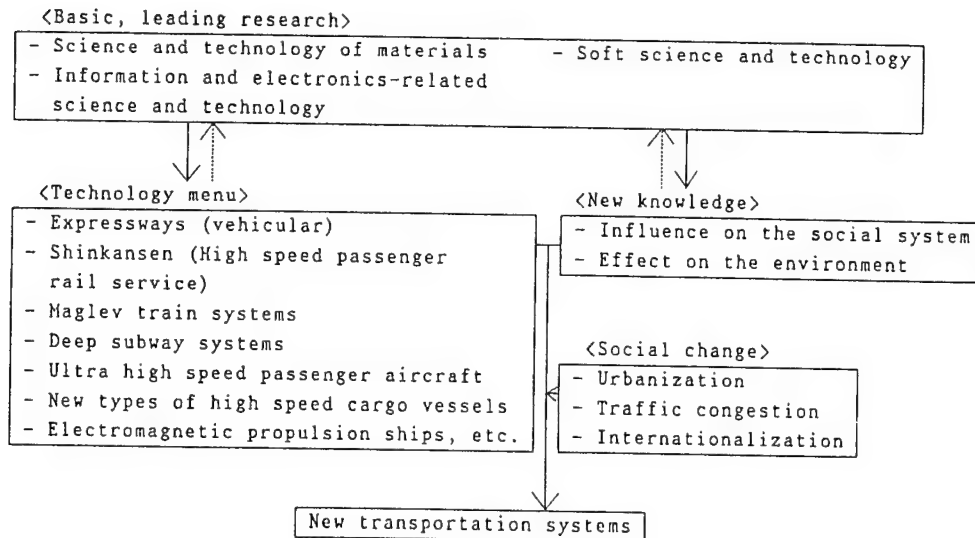 <Basic, leading research>
- Science and technology of materials
- Soft science and technology
- Information and electronics-related
science and technology
<Technology menu>
- Expressways (vehicular)
- Shinkansen (High speed passenger
rail service)
- Maglev train systems
- Deep subway systems
- Ultra high speed passenger aircraft
- New types of high speed cargo vessels
- Electromagnetic propulsion ships, etc.
<New knowledge>
- Influence on the social system
- Effect on the environment
<Social change>
- Urbanization
- Traffic congestion
- Internationalization
New transportation systems